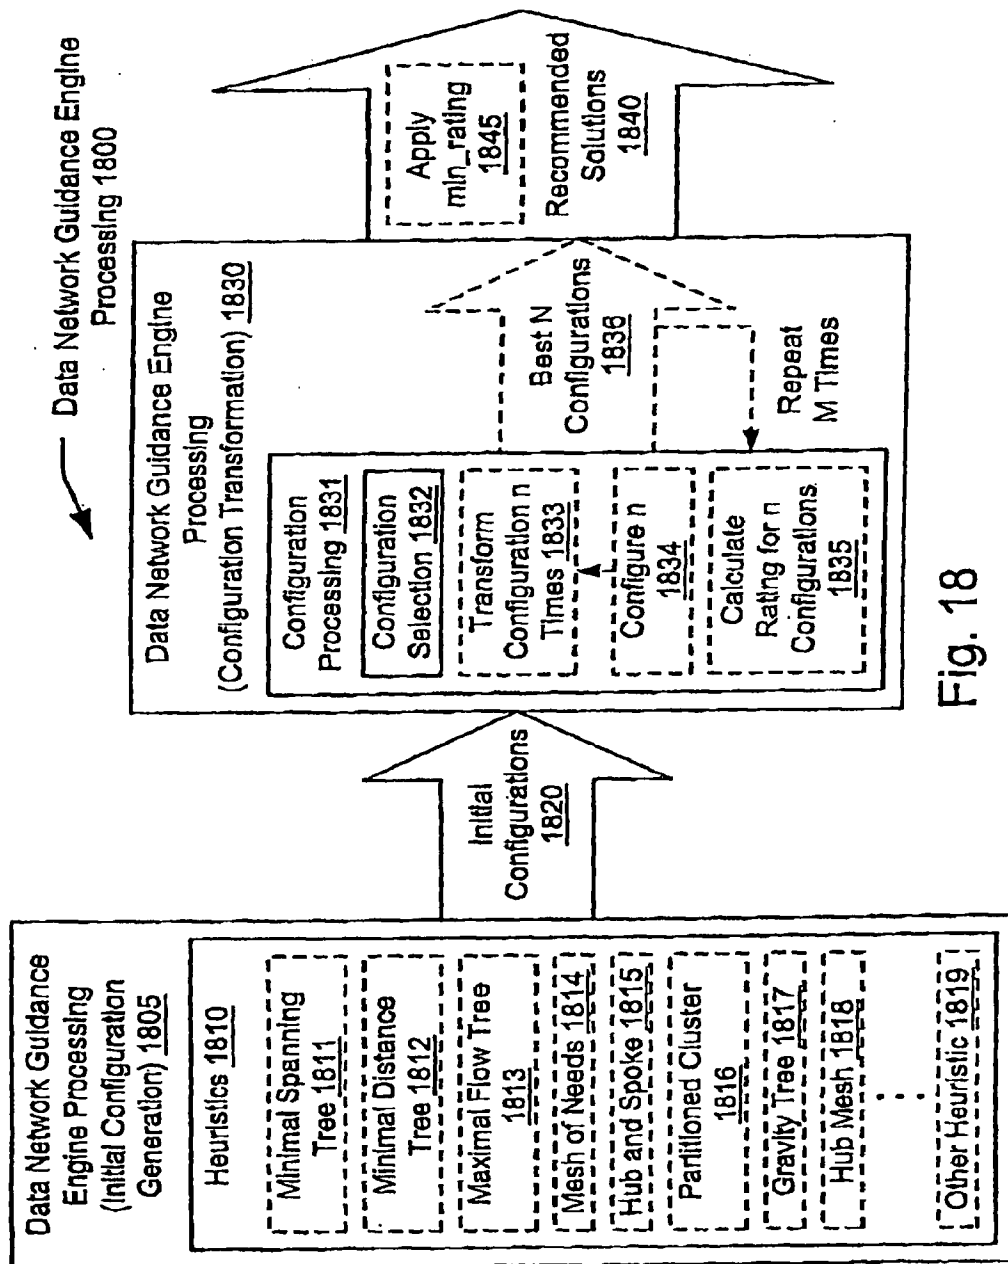 Data Network Guidance Engine
Processing 1800
Data Network Guidance
Engine Processing
(Initial Configuration
Generation) 1805
Heuristics 1810
Minimal Spanning
Tree 1811
Minimal Distance
Tree 1812
Maximal Flow Tree
1813
Mesh of Needs 1814
Hub and Spoke 1815
Partitioned Cluster
1816
Gravity Tree 1817
Hub Mesh 1818
Other Heuristic 1819
Initial
Configurations
1820
Data Network Guidance Engine
Processing
(Configuration Transformation) 1830
Configuration
Processing 1831
Configuration
Selection 1832
Transform
Configuration n
Times 1833
Configure n
1834
Calculate
Rating for n
Configurations
1835
Best N
Configurations
1836
Repeat
M Times
Apply
min_rating
1845
Recommended
Solutions
1840
Fig. 18